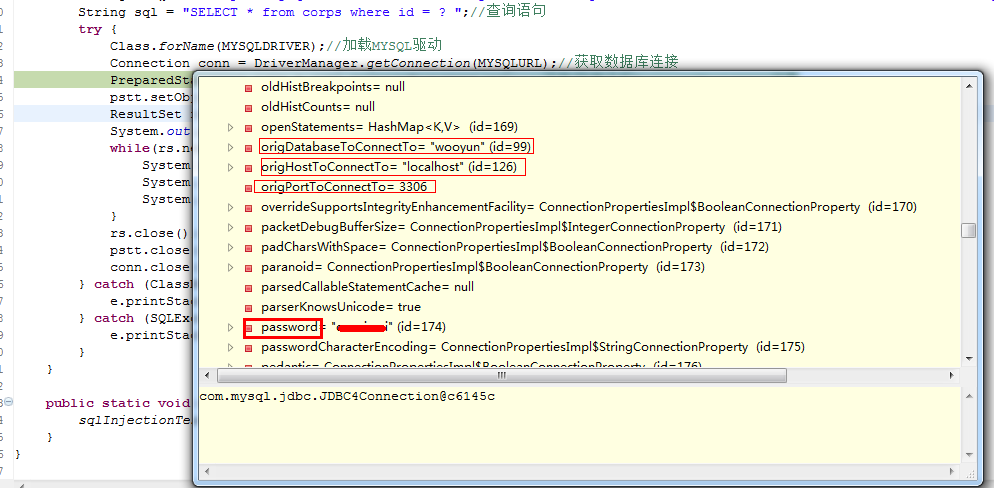 String sql = "SELECT * from corps where id = ? ";//查询语句
try {
Class.forName(MYSQLDRIVER);//加载MYSQL驱动
Connection conn = DriverManager.getConnection(MYSQLURL);//获取数据库连接
PreparedSta
pstt.setOb
ResultSet
System.out
while(rs.ne
System
System
System
}
rs.close()
pstt.close
conn.close
} catch (Class
e.printStac
} catch (SQLExc
e.printStac
}
}
public static void
sqlInjectionTe
}
}
oldHistBreakpoints= null
oldHistCounts= null
openStatements= HashMap<K,V> (id=169)
origDatabaseToConnectTo= "wooyun" (id=99)
origHostToConnectTo= "localhost" (id=126)
origPortToConnectTo= 3306
overrideSupportsIntegrityEnhancementFacility= ConnectionPropertiesImpl$BooleanConnectionProperty (id=170)
packetDebugBufferSize= ConnectionPropertiesImpl$IntegerConnectionProperty (id=171)
padCharsWithSpace= ConnectionPropertiesImpl$BooleanConnectionProperty (id=172)
paranoid= ConnectionPropertiesImpl$BooleanConnectionProperty (id=173)
parsedCallableStatementCache= null
parserKnowsUnicode= true
password= " i" (id=174)
passwordCharacterEncoding= ConnectionPropertiesImpl$StringConnectionProperty (id=175)
pedantic= ConnectionPropertiesImpl$BooleanConnectionProperty (id=176)
com.mysql.jdbc.JDBC4Connection@c6145c